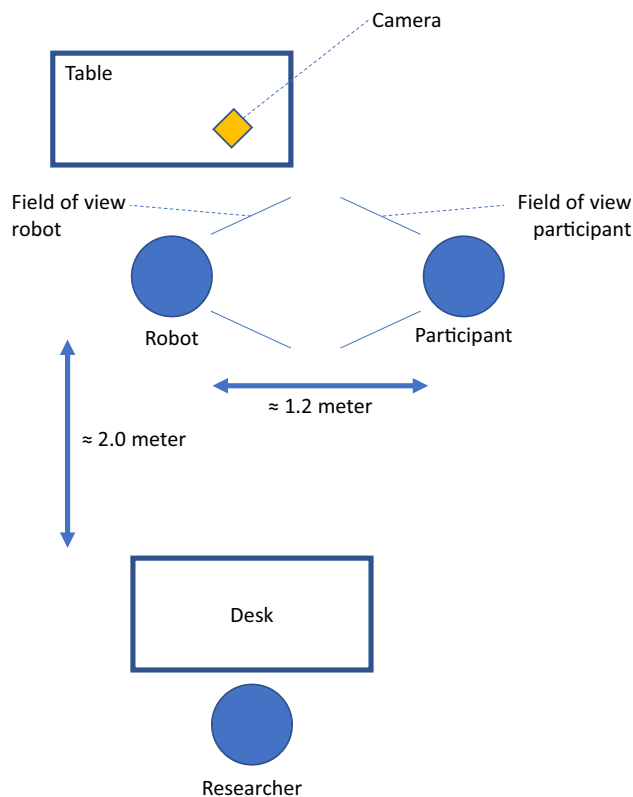 Camera
Table
Field of view
robot
Field of view
participant
Robot
Participant
≈ 1.2 meter
≈ 2.0 meter
Desk
Researcher